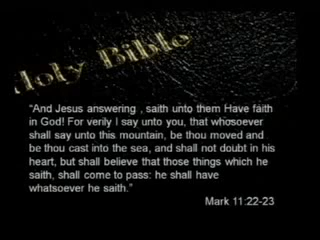 Holy Bible
“And Jesus answering , saith unto them Have faith
in God! For verily I say unto you, that whosoever
shall say unto this mountain, be thou moved and
be thou cast into the sea, and shall not doubt in his
heart, but shall believe that those things which he
saith, shall come to pass: he shall have
whatsoever he saith.”
Mark 11:22-23